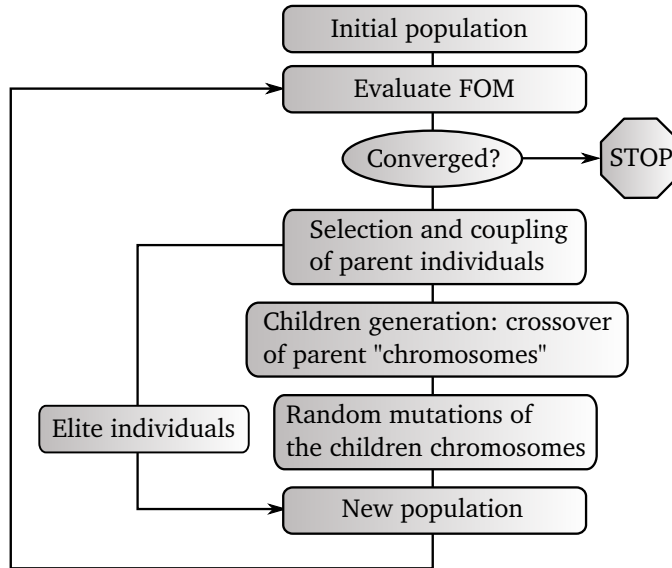 Initial population
Evaluate FOM
Converged?
STOP
Selection and coupling
of parent individuals
Children generation: crossover
of parent "chromosomes"
Elite individuals
Random mutations of
the children chromosomes
New population